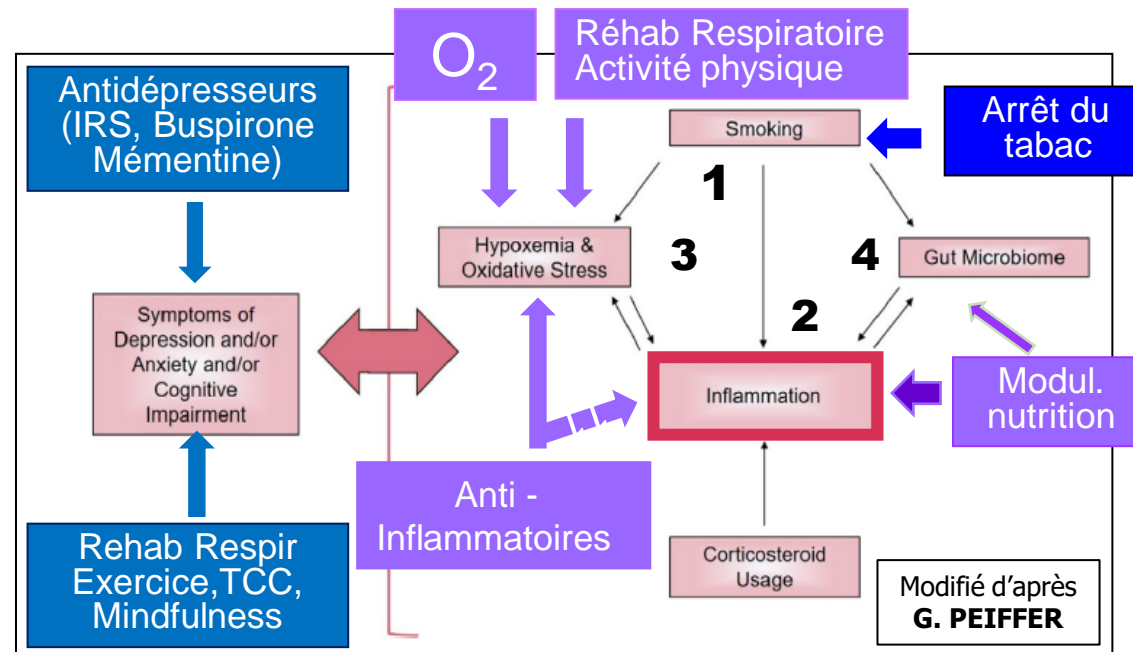 O2
Réhab Respiratoire
Activité physique
Antidépresseurs
(IRS, Buspirone
Mémentine)
Smoking
Arrêt du
tabac
1
Hypoxemia &
Oxidative Stress
3
4
Gut Microbiome
Symptoms of
Depression and/or
Anxiety and/or
Cognitive
Impairment
2
Inflammation
Modul.
nutrition
Anti -
Inflammatoires
Rehab Respir
Exercice,TCC,
Mindfulness
Corticosteroid
Usage
Modifié d'après
G. PEIFFER